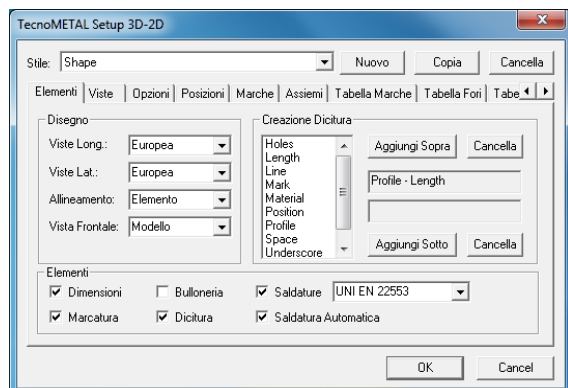 TecnoMETAL Setup 3D-2D
Stile: Shape Nuovo Copia Cancella
Elementi Viste Opzioni Posizioni Marche Assiemi Tabella Marche Tabella Fori Tabe
Disegno
Viste Long.: Europea
Viste Lat.: Europea
Allineamento: Elemento
Vista Frontale: Modello
Creazione Dicitura
Holes
Length
Line
Mark
Material
Position
Profile
Space
Underscore
Aggiungi Sopra Cancella
Profile - Length
Aggiungi Sotto Cancella
Elementi
Dimensioni Bulloneria Saldature UNI EN 22553
Marcatura Dicitura Saldatura Automatica
OK Cancel